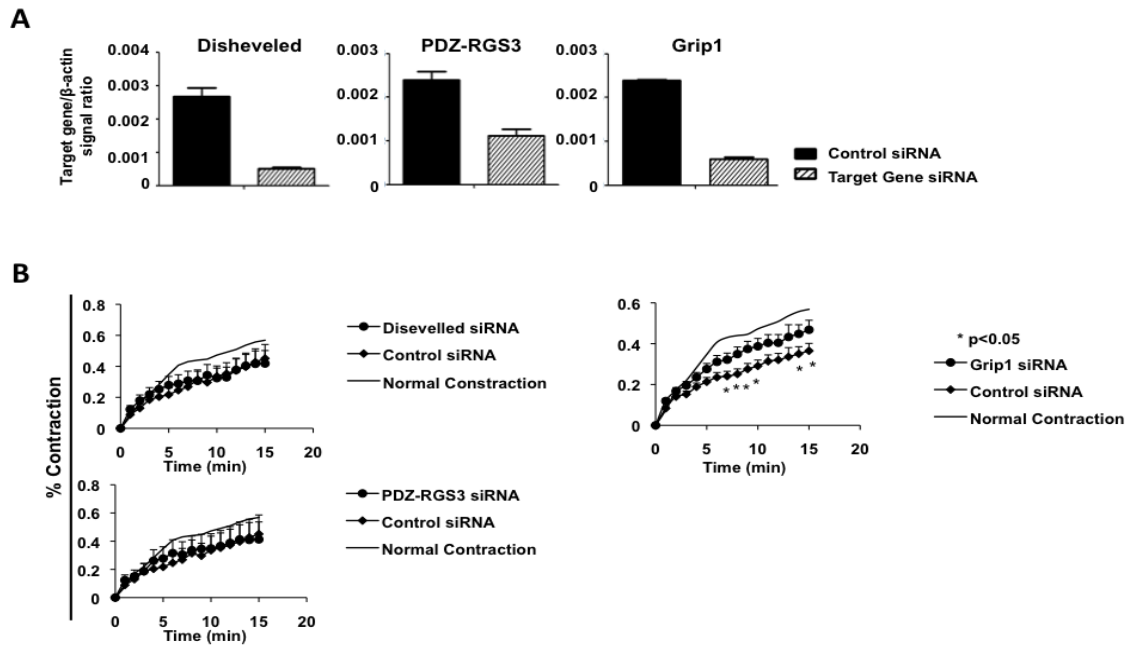 A
Disheveled
PDZ-RGS3
Grip1
Target gene/β-actin
signal ratio
0.004
0.003
0.002
0.001
0
0.003
0.002
0.001
0
0.003
0.002
0.001
0
Control siRNA
Target Gene siRNA
B
% Contraction
0.8
0.6
0.4
0.2
0
0 5 10 15 20
Time (min)
Disevelled siRNA
Control siRNA
Normal Constraction
0.6
0.4
0.2
0
* * * *
* *
0 5 10 15 20
Time (min)
* p<0.05
Grip1 siRNA
Control siRNA
Normal Contraction
0.8
0.6
0.4
0.2
0
0 5 10 15 20
Time (min)
PDZ-RGS3 siRNA
Control siRNA
Normal Contraction